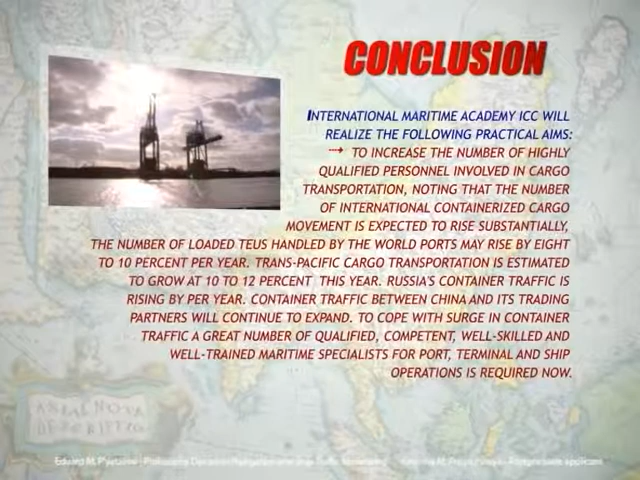 CONCLUSION
INTERNATIONAL MARITIME ACADEMY ICC WILL
REALIZE THE FOLLOWING PRACTICAL AIMS:
→ TO INCREASE THE NUMBER OF HIGHLY
QUALIFIED PERSONNEL INVOLVED IN CARGO
TRANSPORTATION, NOTING THAT THE NUMBER
OF INTERNATIONAL CONTAINERIZED CARGO
MOVEMENT IS EXPECTED TO RISE SUBSTANTIALLY,
THE NUMBER OF LOADED TEUS HANDLED BY THE WORLD PORTS MAY RISE BY EIGHT
TO 10 PERCENT PER YEAR. TRANS-PACIFIC CARGO TRANSPORTATION IS ESTIMATED
TO GROW AT 10 TO 12 PERCENT THIS YEAR. RUSSIA'S CONTAINER TRAFFIC IS
RISING BY PER YEAR. CONTAINER TRAFFIC BETWEEN CHINA AND ITS TRADING
PARTNERS WILL CONTINUE TO EXPAND. TO COPE WITH SURGE IN CONTAINER
TRAFFIC A GREAT NUMBER OF QUALIFIED, COMPETENT, WELL-SKILLED AND
WELL-TRAINED MARITIME SPECIALISTS FOR PORT, TERMINAL AND SHIP
OPERATIONS IS REQUIRED NOW.
Eduard M.